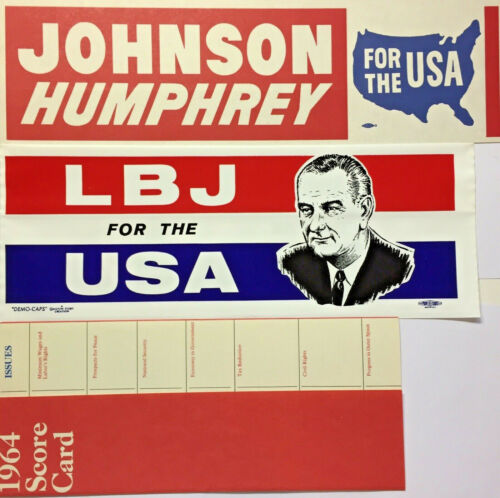 JOHNSON
HUMPHREY
FOR THE USA
LBJ
FOR THE
USA
"DEMO-CAPS"
ISSUES
Minimum Wages and
Labor's Rights
Prospects for Peace
National Security
Economy in Government
Tax Reduction
Civil Rights
Progress in Outer Space
1964
Score
Card